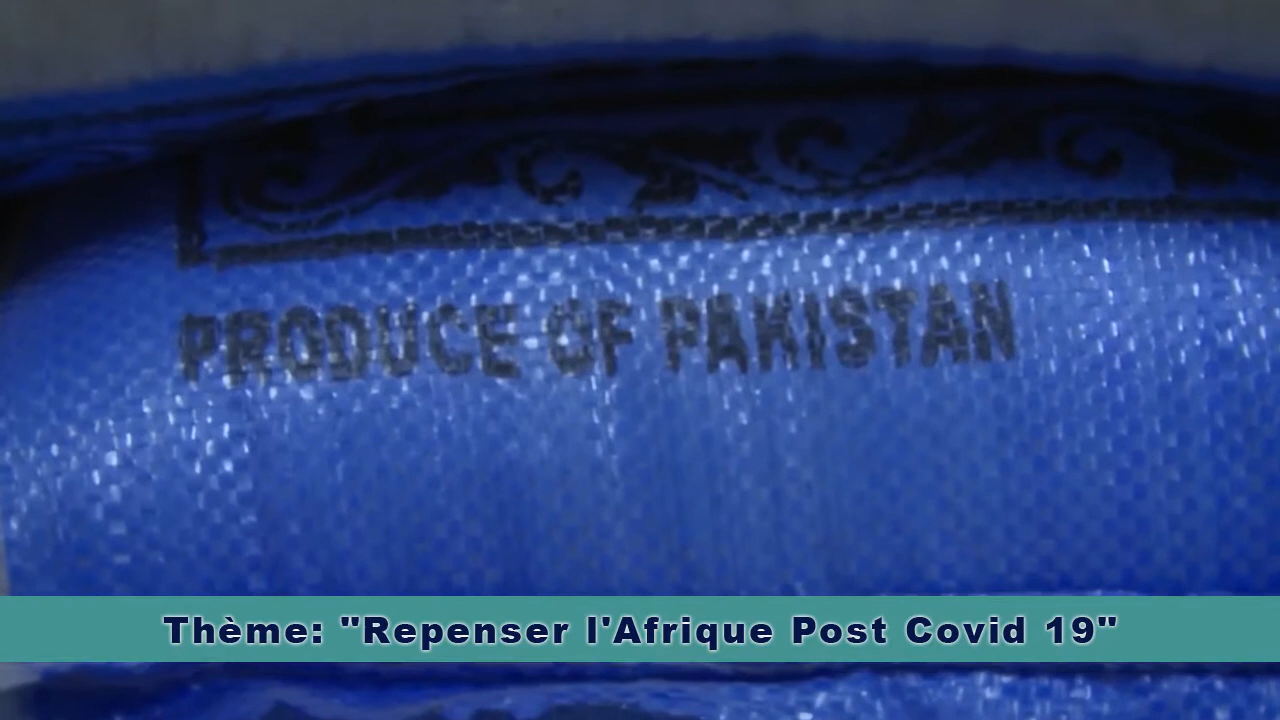 PRODUCE OF PAKISTAN
Thème: "Repenser l'Afrique Post Covid 19"